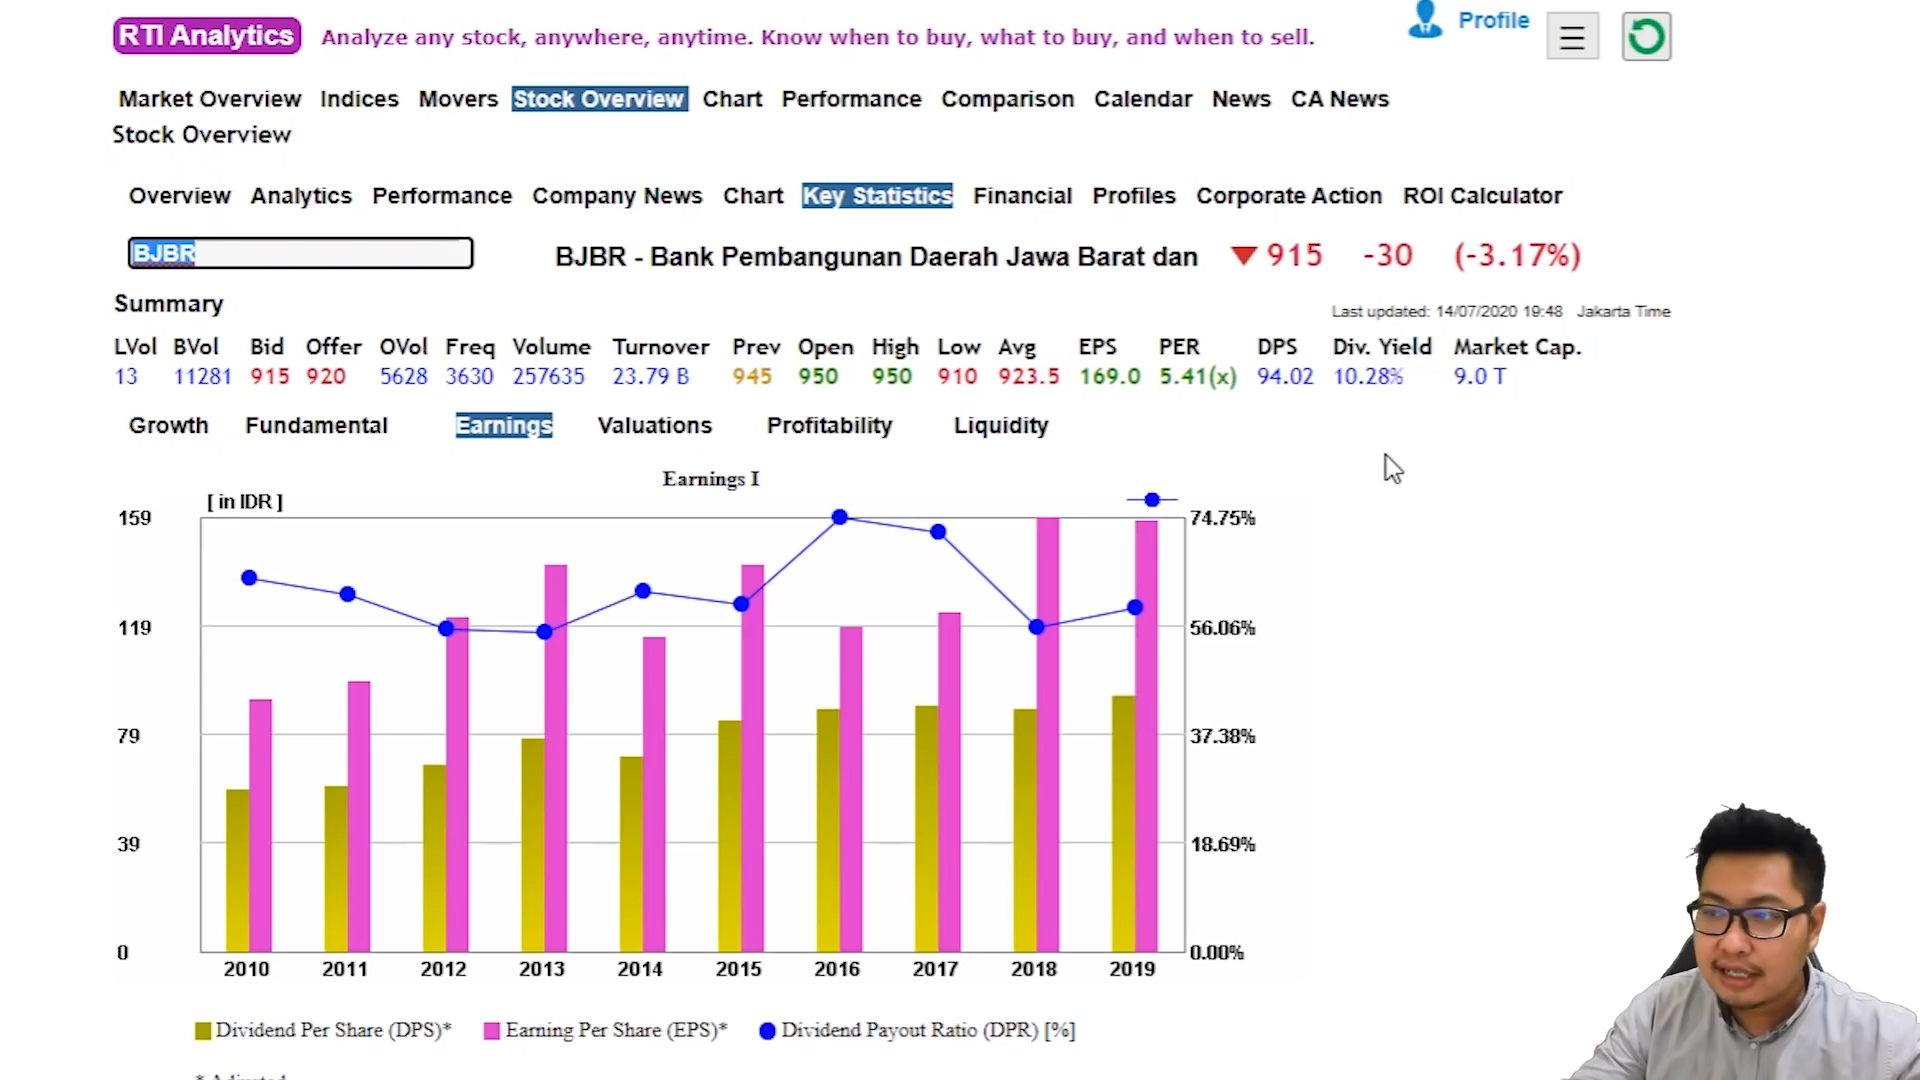 RTI Analytics Analyze any stock, anywhere, anytime. Know when to buy, what to buy, and when to sell. Profile
Market Overview Indices Movers Stock Overview Chart Performance Comparison Calendar News CA News
Stock Overview
Overview Analytics Performance Company News Chart Key Statistics Financial Profiles Corporate Action ROI Calculator
BJBR BJBR - Bank Pembangunan Daerah Jawa Barat dan ▼ 915 -30 (-3.17%)
Summary Last updated: 14/07/2020 19:48 Jakarta Time
LVol BVol Bid Offer OVol Freq Volume Turnover Prev Open High Low Avg EPS PER DPS Div. Yield Market Cap.
13 11281 915 920 5628 3630 257635 23.79 B 945 950 950 910 923.5 169.0 5.41(x) 94.02 10.28% 9.0 T
Growth Fundamental Earnings Valuations Profitability Liquidity
Earnings I
[ in IDR ]
159 74.75%
119 56.06%
79 37.38%
39 18.69%
0 0.00%
2010 2011 2012 2013 2014 2015 2016 2017 2018 2019
Dividend Per Share (DPS)* Earning Per Share (EPS)* Dividend Payout Ratio (DPR) [%]
* Adjusted